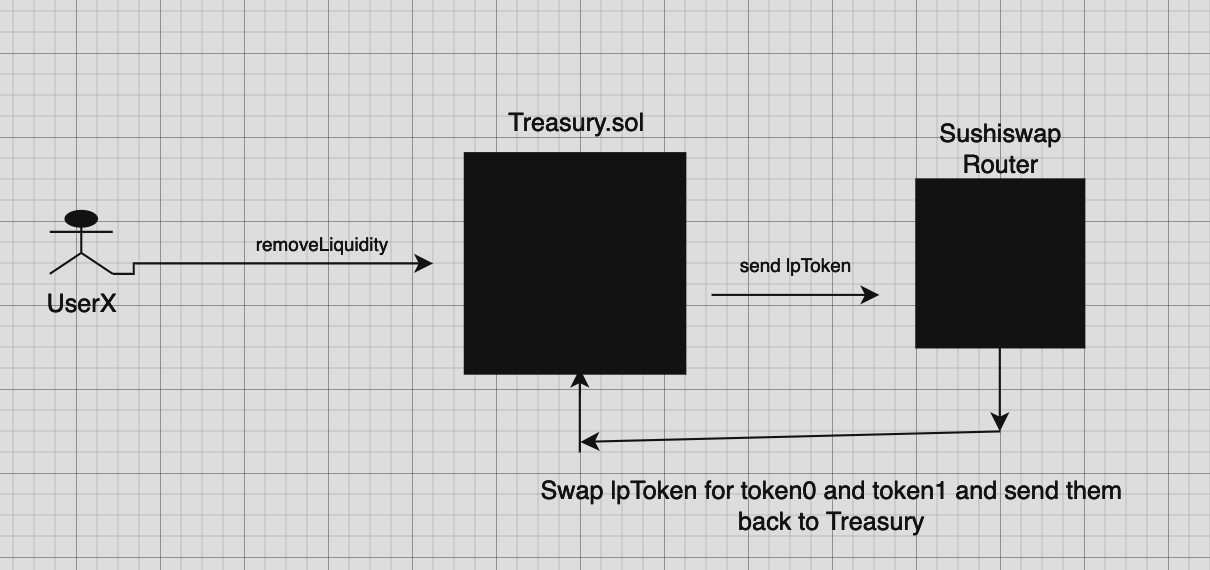 Treasury.sol
Sushiswap
Router
removeLiquidity
send lpToken
UserX
Swap lpToken for token0 and token1 and send them
back to Treasury